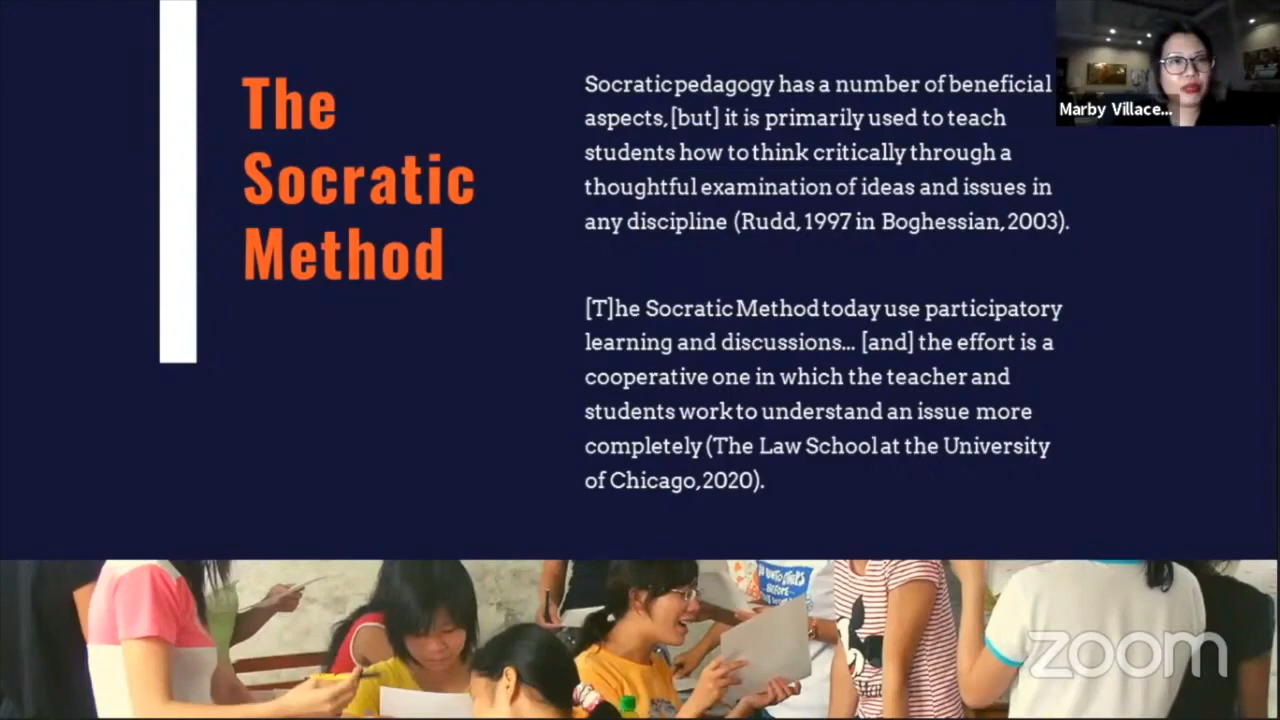 The
Socratic
Method
Socratic pedagogy has a number of beneficial
aspects, [but] it is primarily used to teach
students how to think critically through a
thoughtful examination of ideas and issues in
any discipline (Rudd, 1997 in Boghessian, 2003).
[T]he Socratic Method today use participatory
learning and discussions... [and] the effort is a
cooperative one in which the teacher and
students work to understand an issue more
completely (The Law School at the University
of Chicago, 2020).
Marby Villace...
UNTO OTHERS
BEFORE
zoom